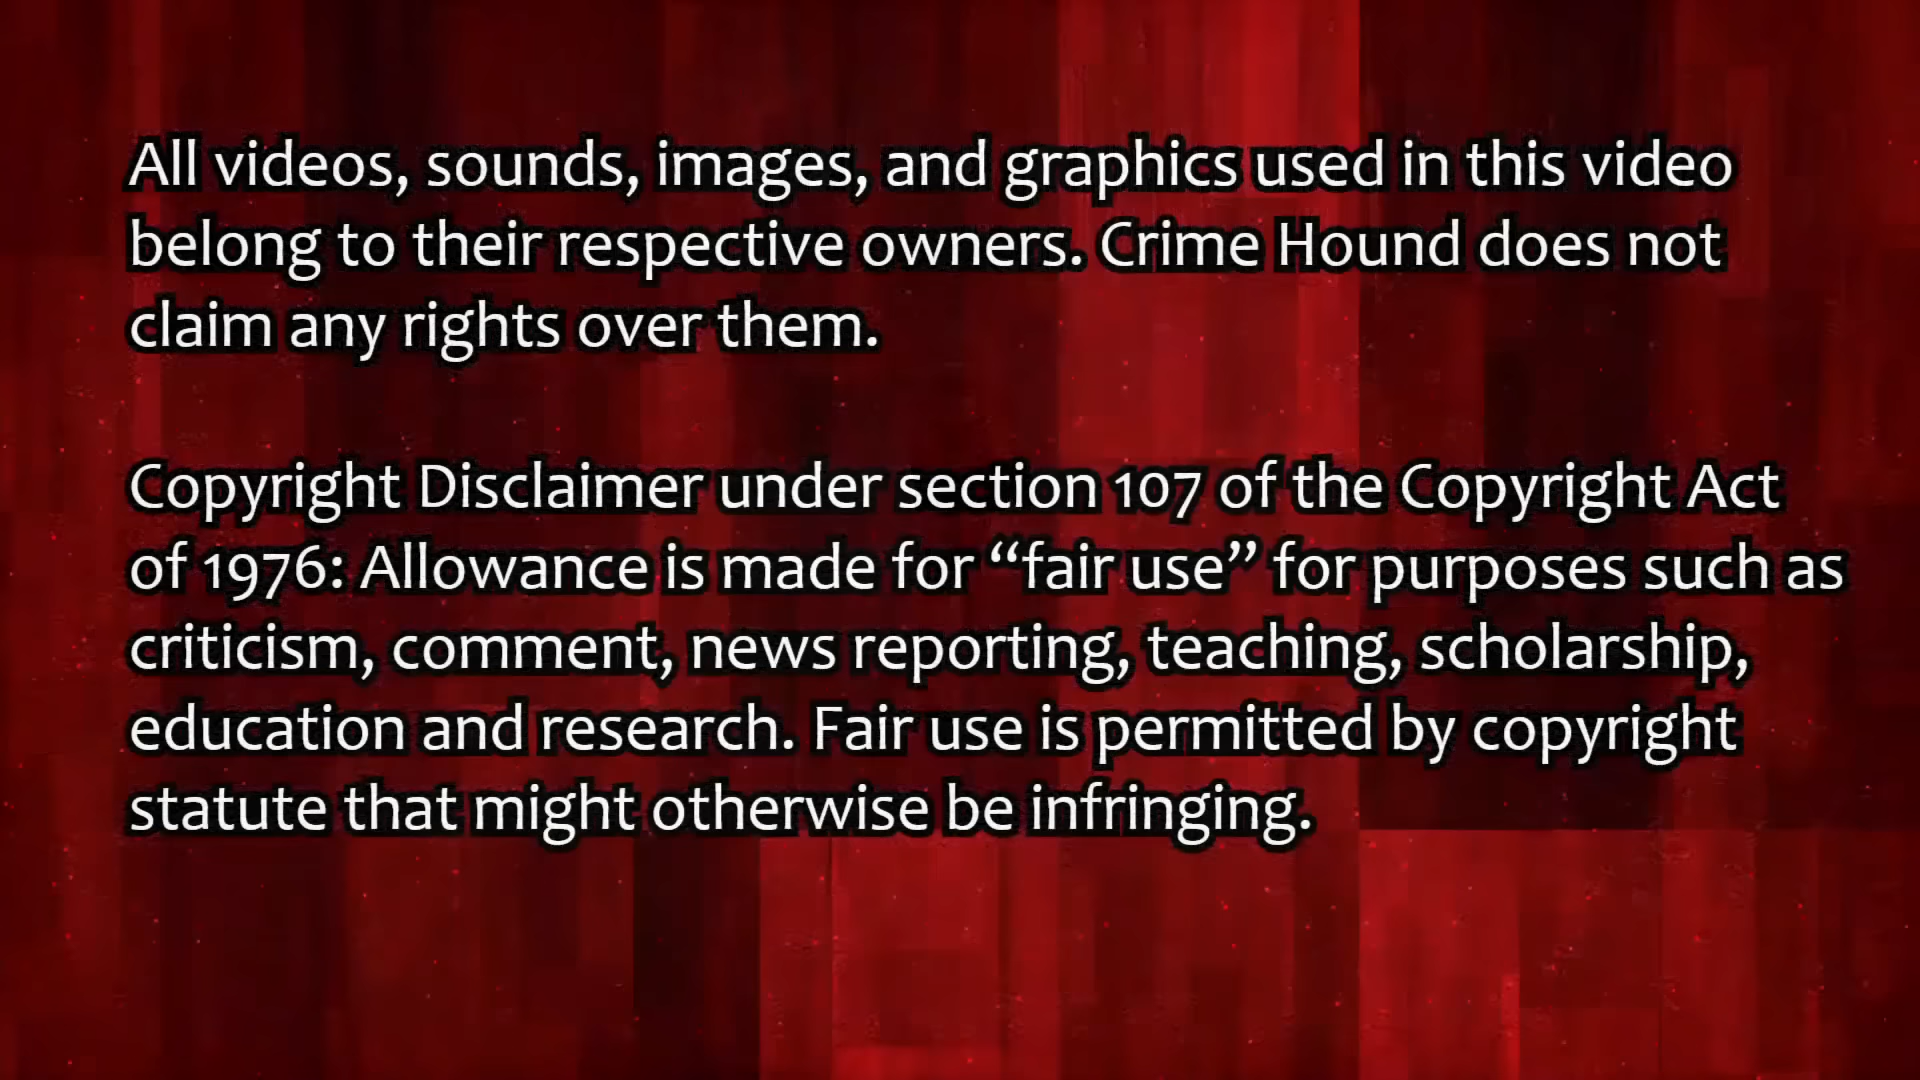 All videos, sounds, images, and graphics used in this video
belong to their respective owners. Crime Hound does not
claim any rights over them.
Copyright Disclaimer under section 107 of the Copyright Act
of 1976: Allowance is made for “fair use” for purposes such as
criticism, comment, news reporting, teaching, scholarship,
education and research. Fair use is permitted by copyright
statute that might otherwise be infringing.